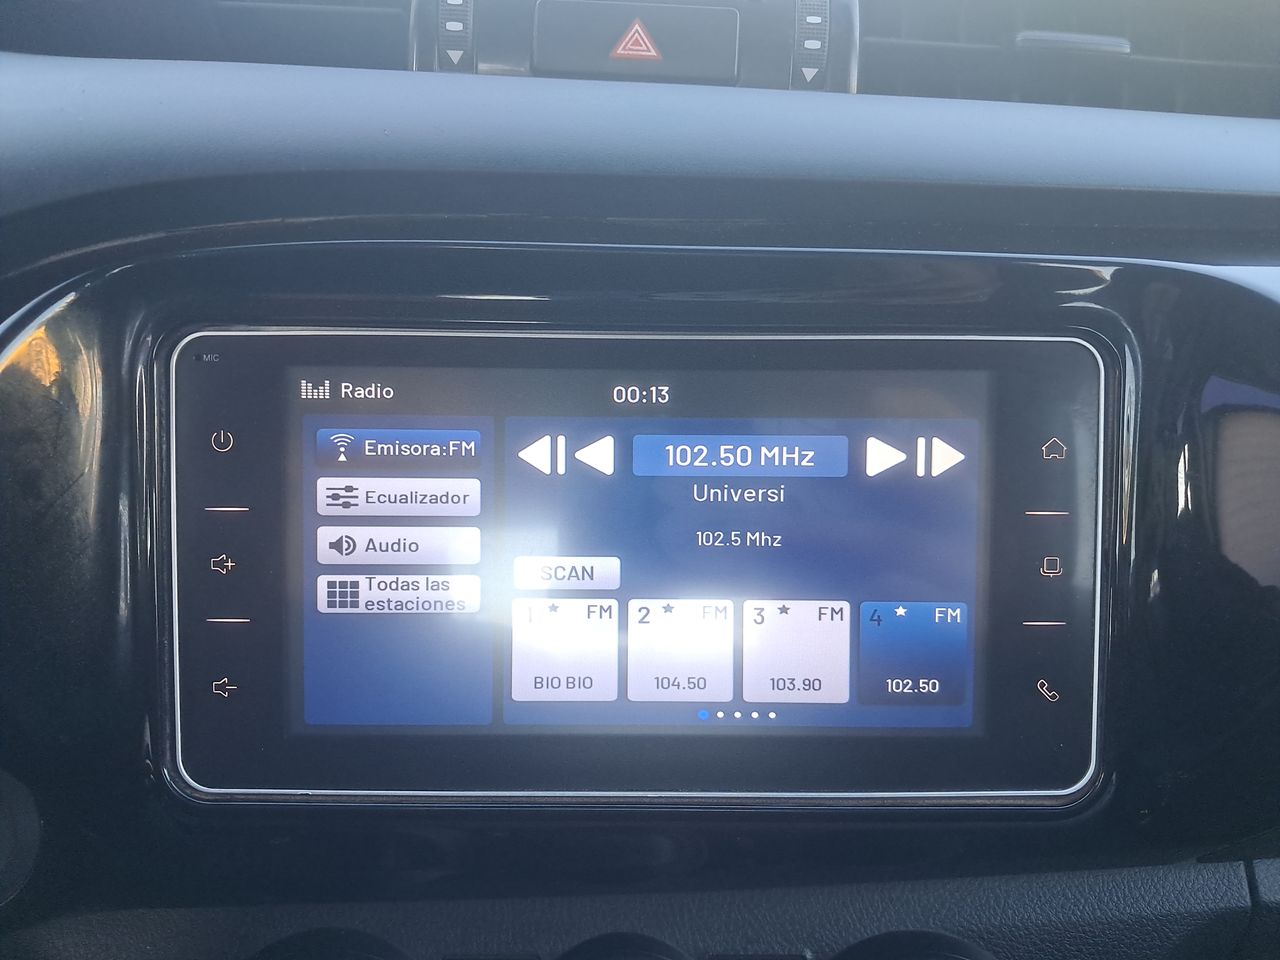 MIC
Radio
00:13
Emisora:FM
102.50 MHz
Ecualizador
Universi
Audio
102.5 Mhz
Todas las
estaciones
SCAN
1 FM
BIO BIO
2 FM
104.50
3 FM
103.90
4 FM
102.50